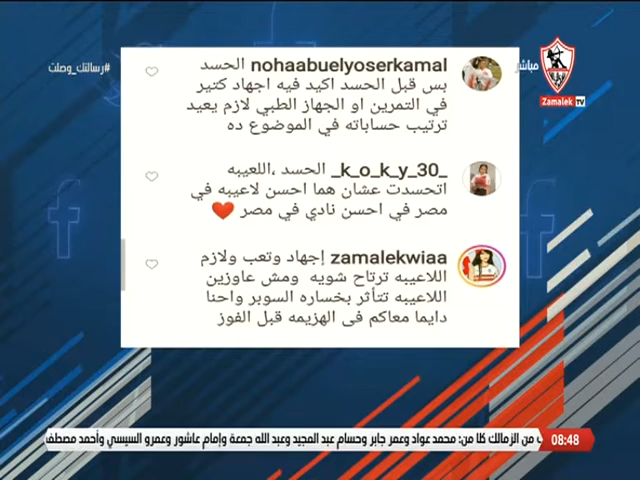 #رسالتك_وصلت
مباشر
Zamalek TV
nohaabuelyoserkamal الحسد
بس قبل الحسد اكيد فيه اجهاد كتير
في التمرين او الجهاز الطبي لازم يعيد
ترتيب حساباته في الموضوع ده
_k_o_k_y_30_ الحسد ،اللعيبه
اتحسدت عشان هما احسن لاعيبه في
مصر في احسن نادي في مصر ❤️
zamalekwiaa إجهاد وتعب ولازم
اللاعيبه ترتاح شويه ومش عاوزين
اللاعيبه تتأثر بخساره السوبر واحنا
دايما معاكم فى الهزيمه قبل الفوز
08:48
ب من الزمالك كلا من: محمد عواد وعمر جابر وحسام عبد المجيد وعبد الله جمعة وإمام عاشور وعمرو السيسي وأحمد مصطف